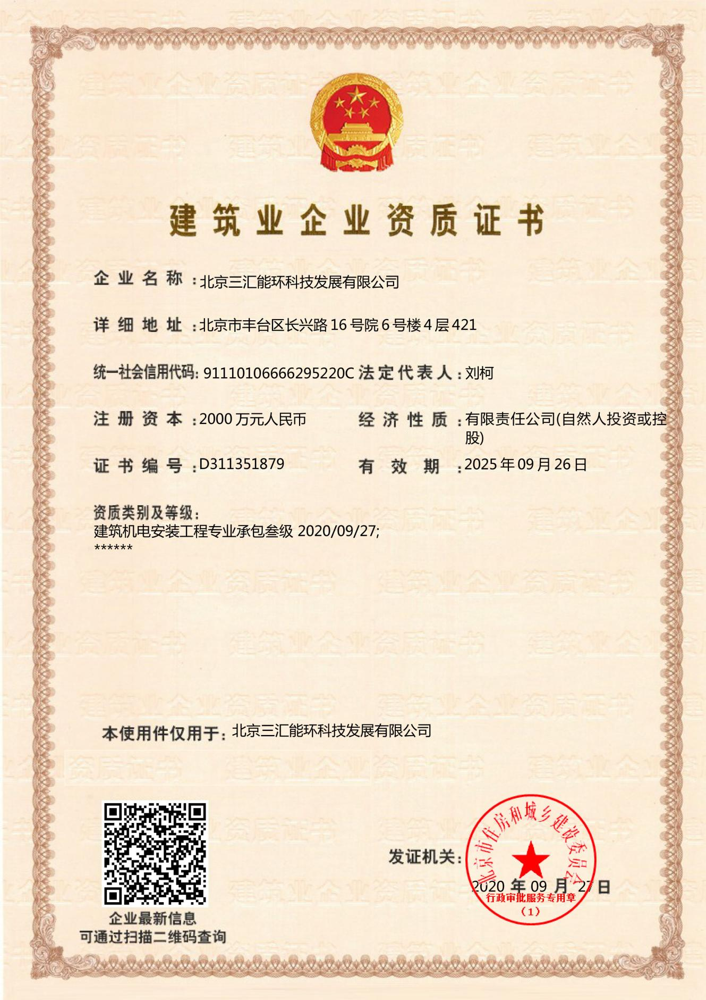 建筑业企业资质证书
企业名称：北京三汇能环科技发展有限公司
详细地址：北京市丰台区长兴路16号院6号楼4层421
统一社会信用代码：91110106666295220C 法定代表人：刘柯
注册资本：2000万元人民币 经济性质：有限责任公司(自然人投资或控
股)
证书编号：D311351879 有效期：2025年09月26日
资质类别及等级：
建筑机电安装工程专业承包叁级 2020/09/27;
******
本使用件仅用于：北京三汇能环科技发展有限公司
北京市住房和城乡建设委员会
发证机关：
2020 年 09 月 27 日
行政审批服务专用章
（1）
企业最新信息
可通过扫描二维码查询